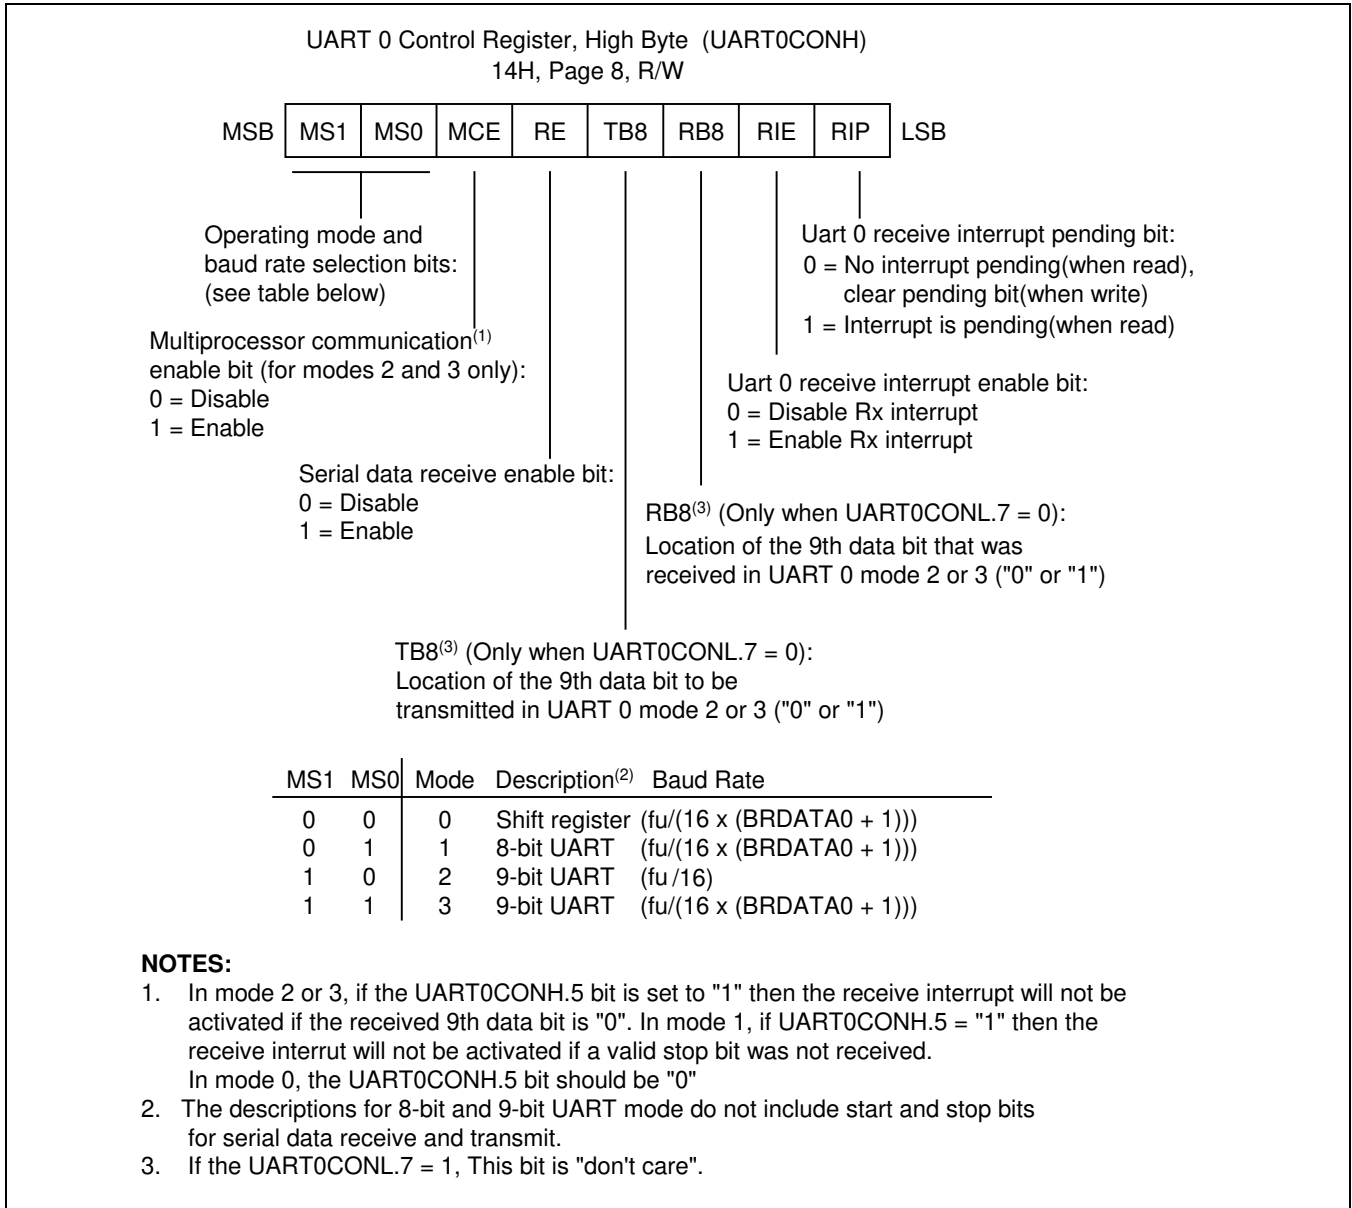 UART 0 Control Register, High Byte (UART0CONH)
14H, Page 8, R/W
MSB MS1 MS0 MCE RE TB8 RB8 RIE RIP LSB
Operating mode and
baud rate selection bits:
(see table below)
Uart 0 receive interrupt pending bit:
0 = No interrupt pending(when read),
clear pending bit(when write)
1 = Interrupt is pending(when read)
Multiprocessor communication(1)
enable bit (for modes 2 and 3 only):
0 = Disable
1 = Enable
Uart 0 receive interrupt enable bit:
0 = Disable Rx interrupt
1 = Enable Rx interrupt
Serial data receive enable bit:
0 = Disable
1 = Enable
RB8(3) (Only when UART0CONL.7 = 0):
Location of the 9th data bit that was
received in UART 0 mode 2 or 3 ("0" or "1")
TB8(3) (Only when UART0CONL.7 = 0):
Location of the 9th data bit to be
transmitted in UART 0 mode 2 or 3 ("0" or "1")
MS1 MS0 Mode Description(2) Baud Rate
0 0 0 Shift register (fu/(16 x (BRDATA0 + 1)))
0 1 1 8-bit UART (fu/(16 x (BRDATA0 + 1)))
1 0 2 9-bit UART (fu /16)
1 1 3 9-bit UART (fu/(16 x (BRDATA0 + 1)))
NOTES:
1. In mode 2 or 3, if the UART0CONH.5 bit is set to "1" then the receive interrupt will not be
activated if the received 9th data bit is "0". In mode 1, if UART0CONH.5 = "1" then the
receive interrut will not be activated if a valid stop bit was not received.
In mode 0, the UART0CONH.5 bit should be "0"
2. The descriptions for 8-bit and 9-bit UART mode do not include start and stop bits
for serial data receive and transmit.
3. If the UART0CONL.7 = 1, This bit is "don't care".